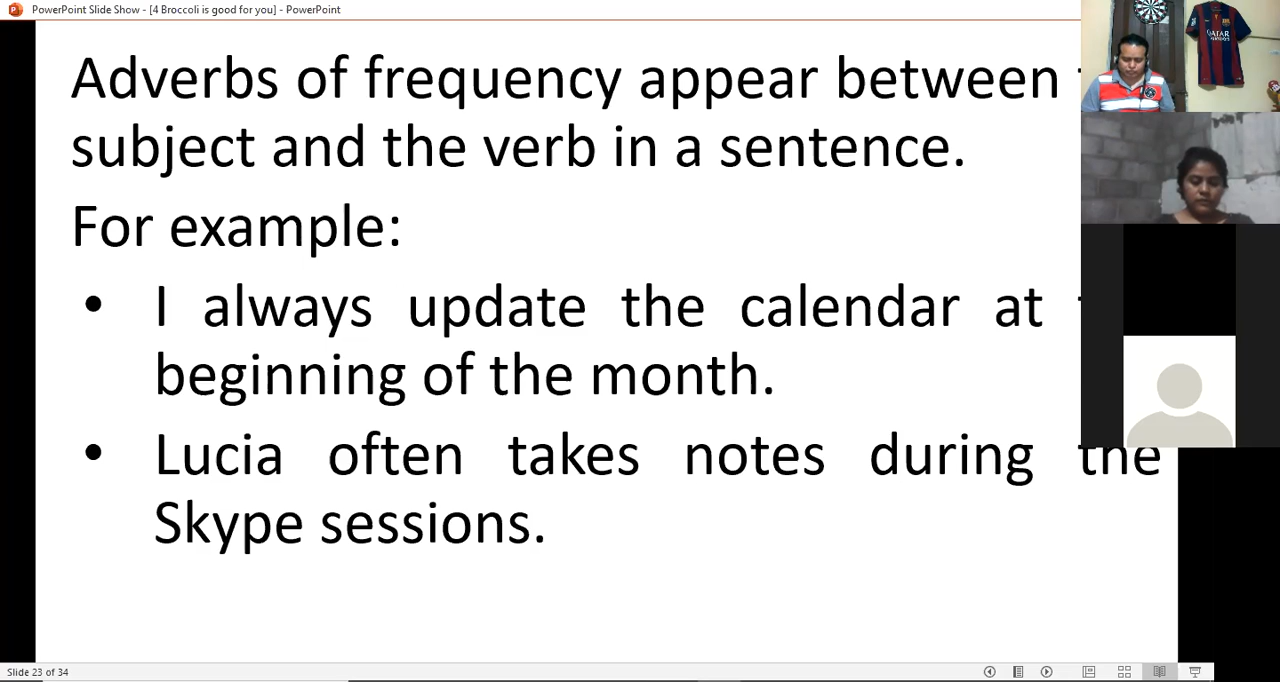 PowerPoint Slide Show - [4 Broccoli is good for you] - PowerPoint
Adverbs of frequency appear between
subject and the verb in a sentence.
For example:
• I always update the calendar at
beginning of the month.
• Lucia often takes notes during the
Skype sessions.
QATAR
AIRWAYS
Slide 23 of 34